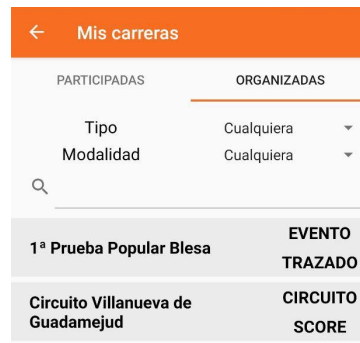 Mis carreras
PARTICIPADAS ORGANIZADAS
Tipo Cualquiera
Modalidad Cualquiera
1ª Prueba Popular Blesa
EVENTO
TRAZADO
Circuito Villanueva de
Guadamejud
CIRCUITO
SCORE